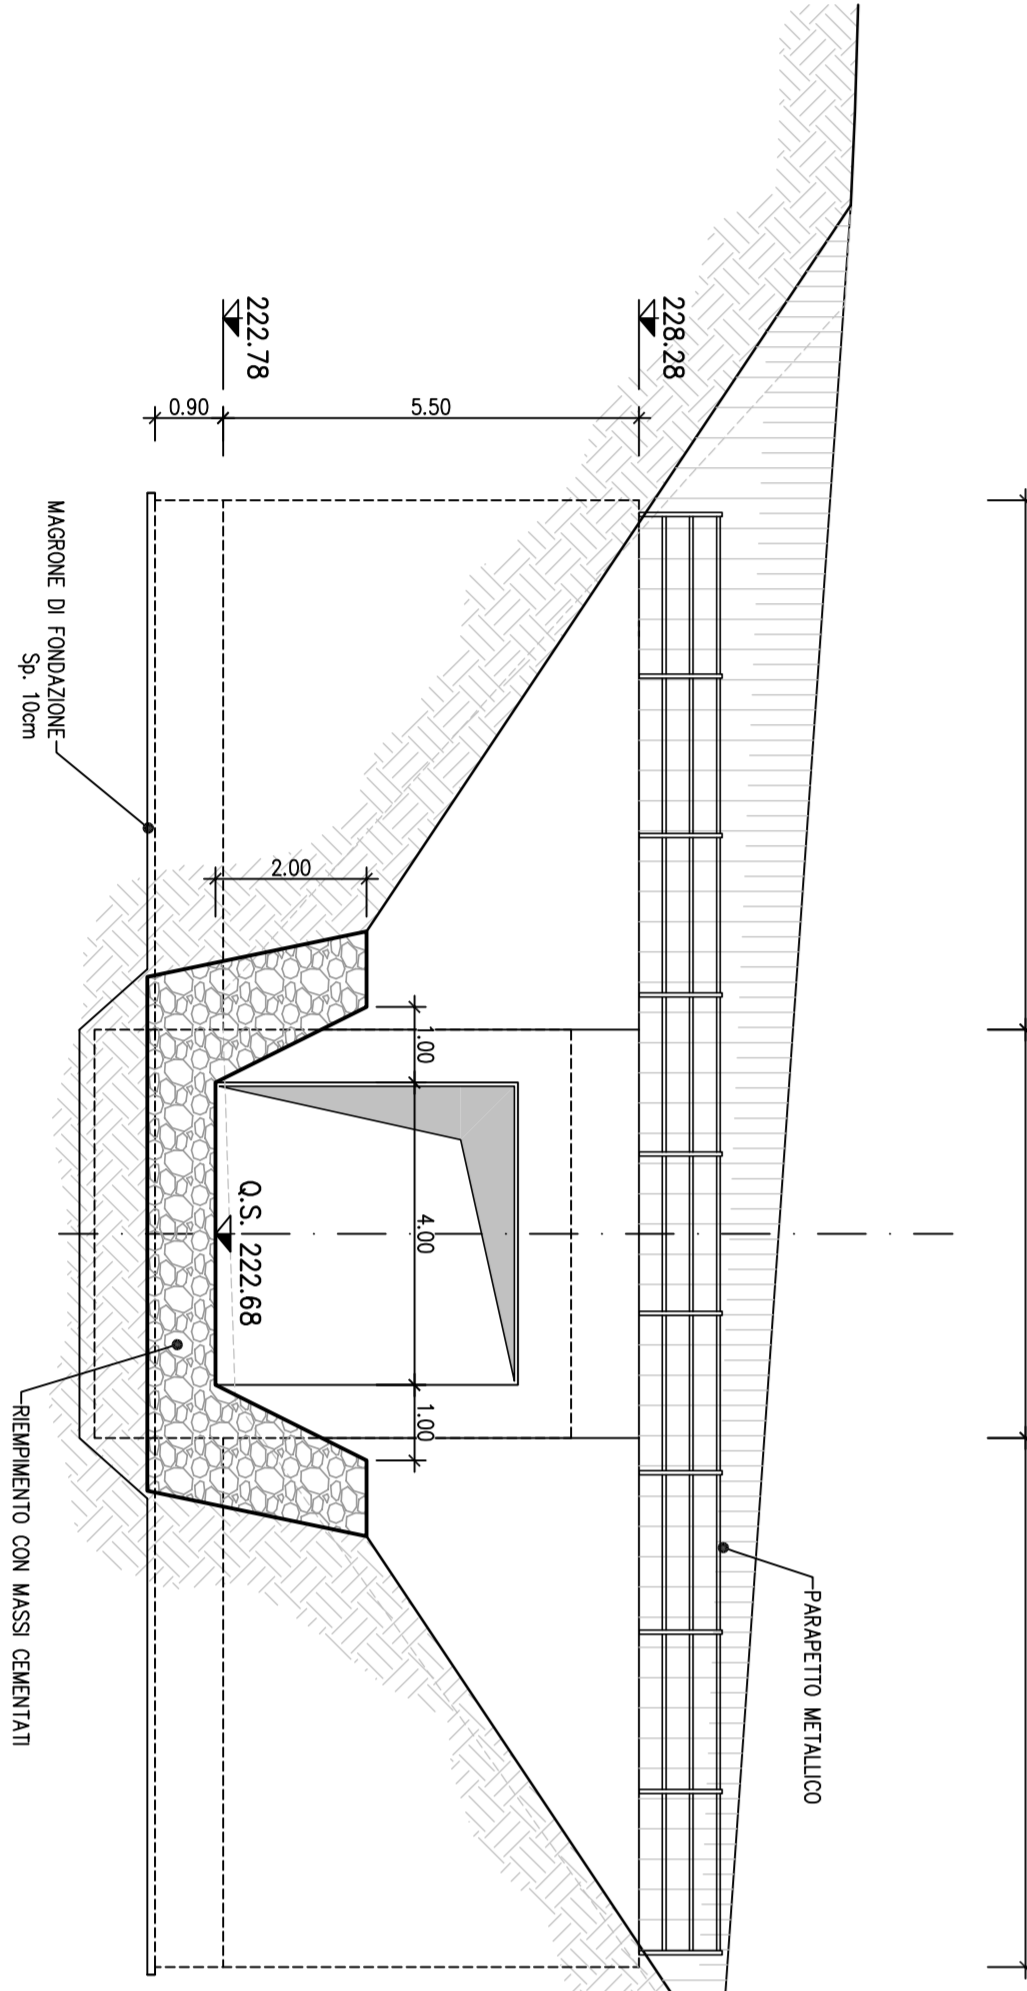 228.28
222.78
5.50
0.90
MAGRONE DI FONDAZIONE
Sp. 10cm
2.00
1.00
4.00
1.00
Q.S. 222.68
PARAPETTO METALLICO
RIEMPIMENTO CON MASSI CEMENTATI